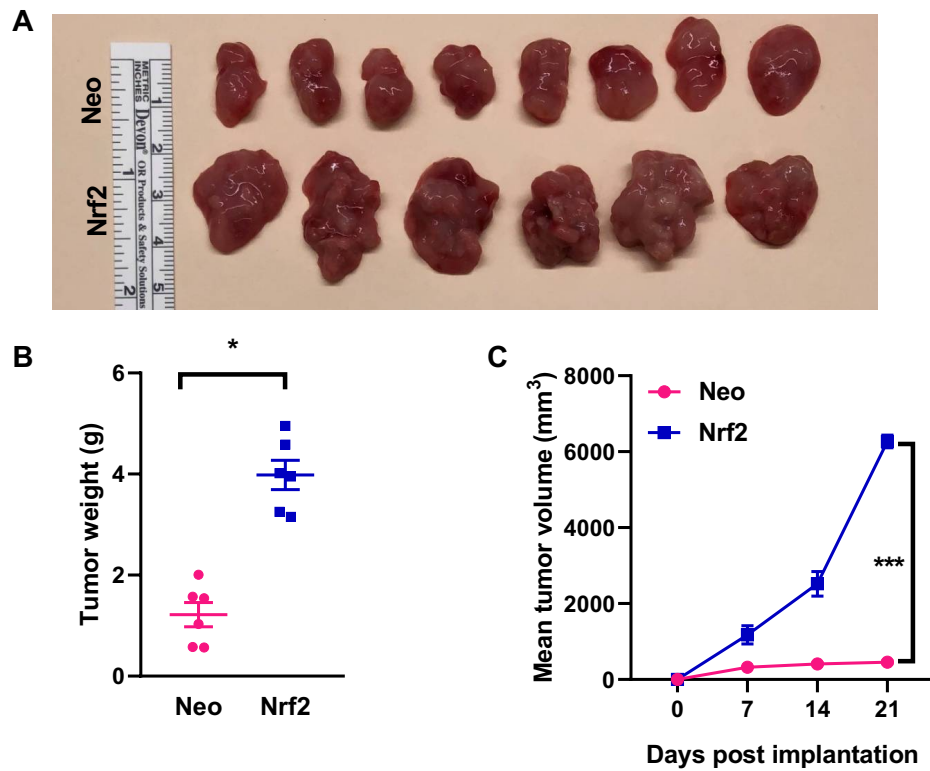 A
Neo
Nrf2
METRIC
INCHES
Devon® OR Products & Safety Solutions
1
2
3
4
5
1
2
B
*
Tumor weight (g)
6
4
2
0
Neo
Nrf2
C
Mean tumor volume (mm³)
8000
6000
4000
2000
0
Neo
Nrf2
***
0
7
14
21
Days post implantation